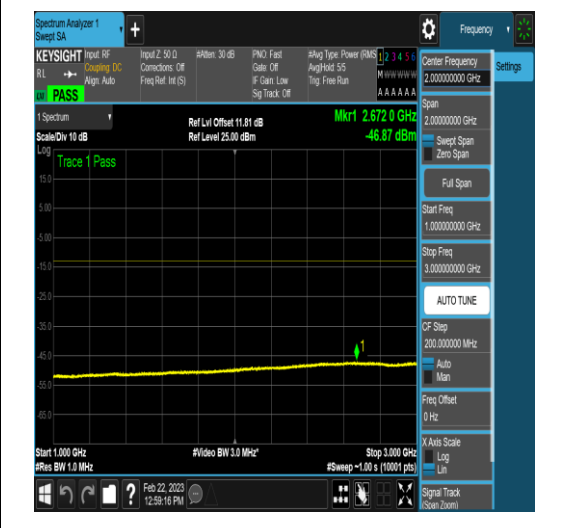 Spectrum Analyzer 1
Swept SA
Frequency
KEYSIGHT
RL
Input: RF
Coupling: DC
Align: Auto
Input Z: 50 Ω
Corrections: Off
Freq Ref: Int (S)
#Atten: 30 dB
PNO: Fast
Gate: Off
IF Gain: Low
Sig Track: Off
#Avg Type: Power (RMS
Avg|Hold: 5/5
Trig: Free Run
1 2 3 4 5 6
M W W W W W
A A A A A A
PASS
1 Spectrum
Scale/Div 10 dB
Ref Lvl Offset 11.81 dB
Ref Level 25.00 dBm
Mkr1 2.672 0 GHz
-46.87 dBm
Log
Trace 1 Pass
15.0
5.00
-5.00
-15.0
-25.0
-35.0
-45.0
-55.0
-65.0
1
Start 1.000 GHz
#Res BW 1.0 MHz
#Video BW 3.0 MHz*
Stop 3.000 GHz
#Sweep ~1.00 s (10001 pts)
?
Feb 22, 2023
12:59:16 PM
Center Frequency
2.000000000 GHz
Settings
Span
2.00000000 GHz
Swept Span
Zero Span
Full Span
Start Freq
1.000000000 GHz
Stop Freq
3.000000000 GHz
AUTO TUNE
CF Step
200.000000 MHz
Auto
Man
Freq Offset
0 Hz
X Axis Scale
Log
Lin
Signal Track
(Span Zoom)